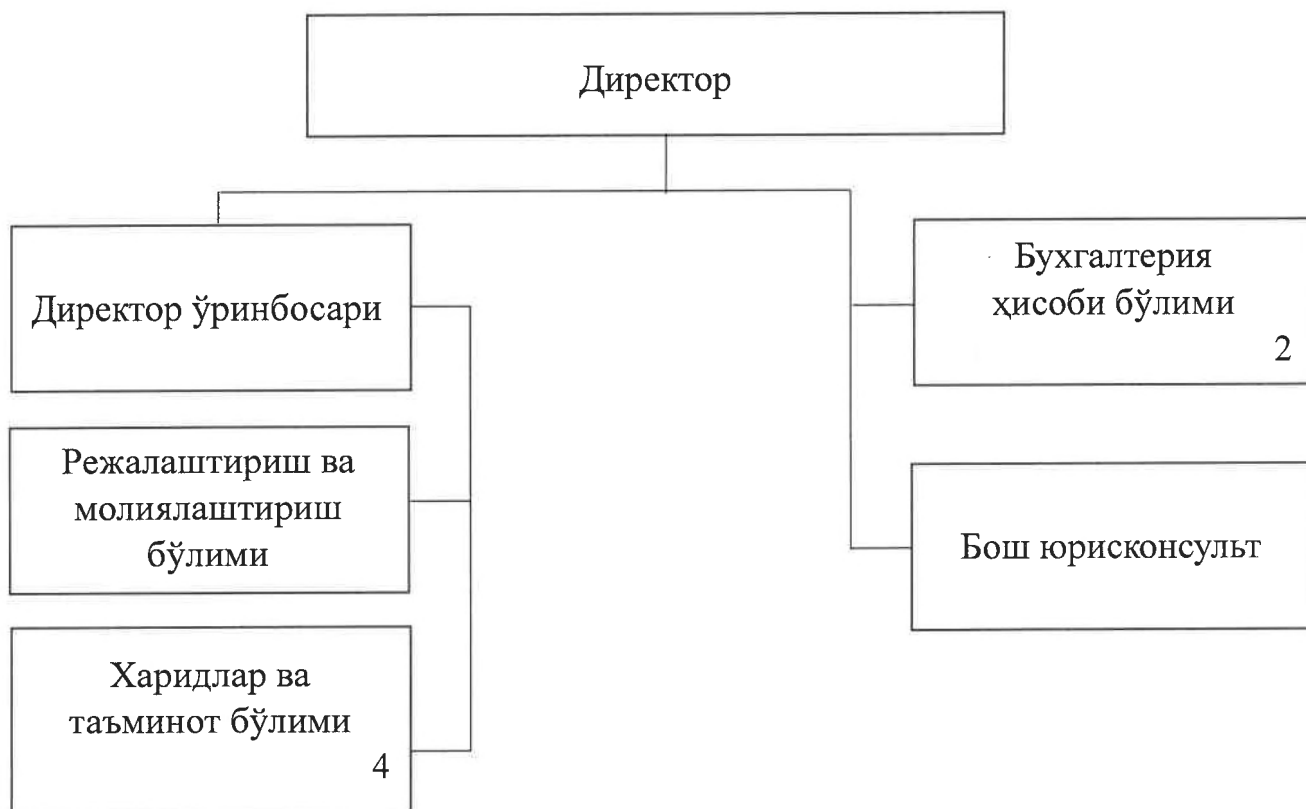 Директор
Директор ўринбосари
Режалаштириш ва
молиялаштириш
бўлими
Харидлар ва
таъминот бўлими
4
Бухгалтерия
ҳисоби бўлими
2
Бош юрисконсульт